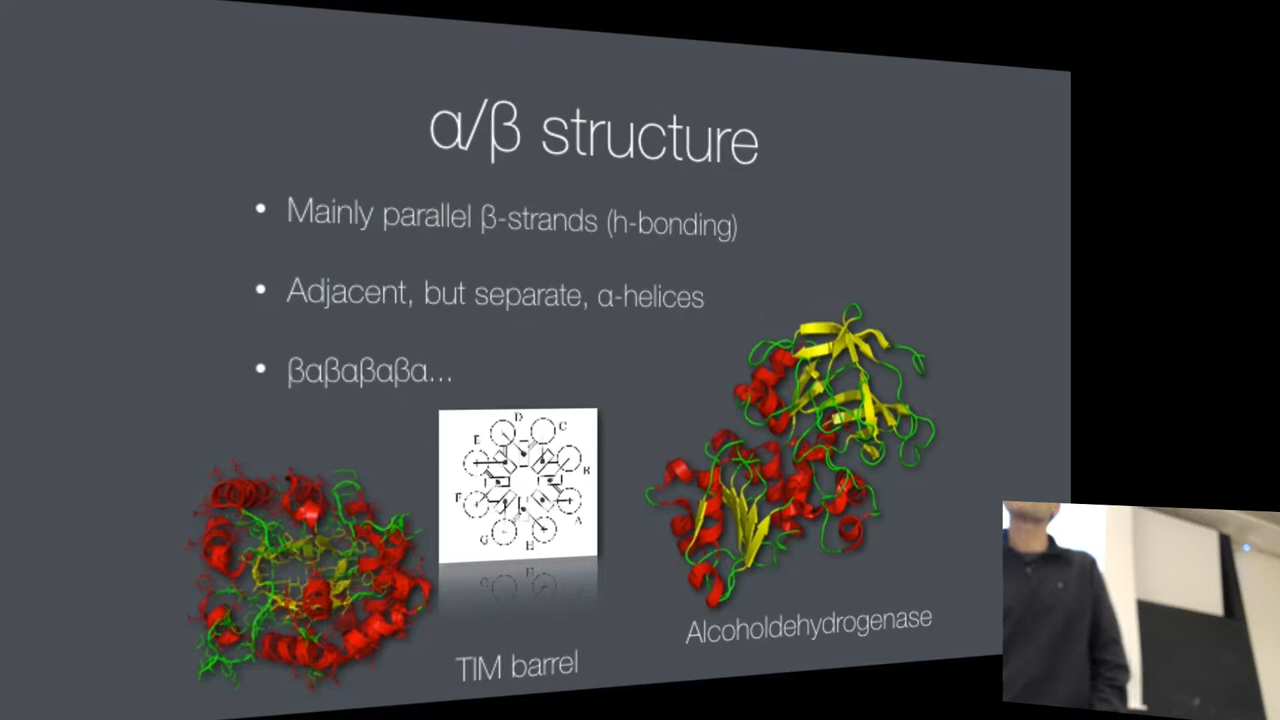 α/β structure
• Mainly parallel β-strands (h-bonding)
• Adjacent, but separate, α-helices
• βαβαβαβα...
D
C
E
B
F
A
G
H
Alcoholdehydrogenase
TIM barrel